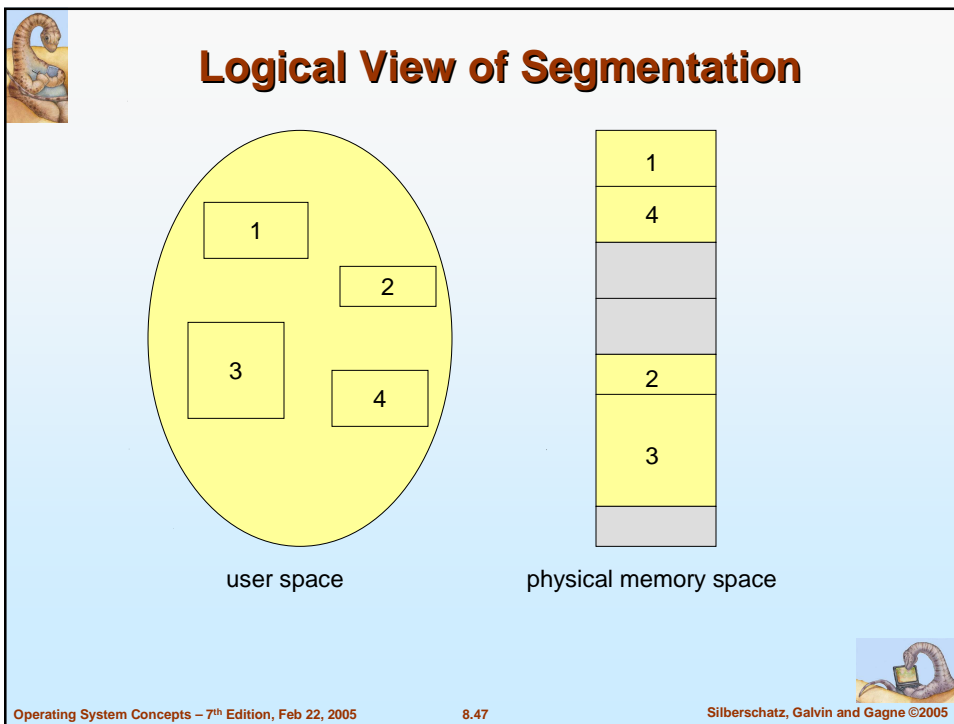 Logical View of Segmentation
1
2
3
4
user space
1
4
2
3
physical memory space
Operating System Concepts – 7th Edition, Feb 22, 2005
8.47
Silberschatz, Galvin and Gagne ©2005